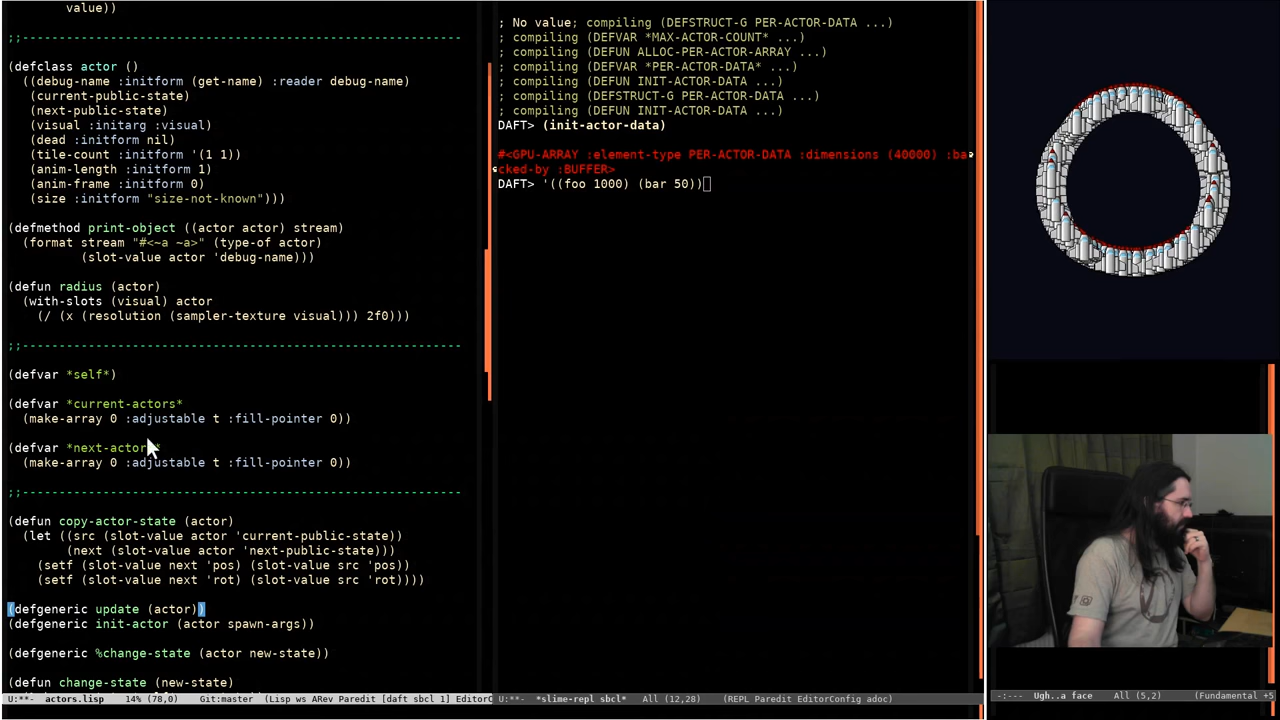 value))
;;------------------------------------------------------------
(defclass actor ()
((debug-name :initform (get-name) :reader debug-name)
(current-public-state)
(next-public-state)
(visual :initarg :visual)
(dead :initform nil)
(tile-count :initform '(1 1))
(anim-length :initform 1)
(anim-frame :initform 0)
(size :initform "size-not-known")))
(defmethod print-object ((actor actor) stream)
(format stream "#<~a ~a>" (type-of actor)
(slot-value actor 'debug-name)))
(defun radius (actor)
(with-slots (visual) actor
(/ (x (resolution (sampler-texture visual))) 2f0)))
;;------------------------------------------------------------
(defvar *self*)
(defvar *current-actors*
(make-array 0 :adjustable t :fill-pointer 0))
(defvar *next-actor *
(make-array 0 :adjustable t :fill-pointer 0))
;;------------------------------------------------------------
(defun copy-actor-state (actor)
(let ((src (slot-value actor 'current-public-state))
(next (slot-value actor 'next-public-state)))
(setf (slot-value next 'pos) (slot-value src 'pos))
(setf (slot-value next 'rot) (slot-value src 'rot))))
(defgeneric update (actor))
(defgeneric init-actor (actor spawn-args))
(defgeneric %change-state (actor new-state))
(defun change-state (new-state)
U:**-  actors.lisp    14% (78,0)    Git:master  (Lisp ws ARev Paredit [daft sbcl 1] EditorC
; No value; compiling (DEFSTRUCT-G PER-ACTOR-DATA ...)
; compiling (DEFVAR *MAX-ACTOR-COUNT* ...)
; compiling (DEFUN ALLOC-PER-ACTOR-ARRAY ...)
; compiling (DEFVAR *PER-ACTOR-DATA* ...)
; compiling (DEFUN INIT-ACTOR-DATA ...)
; compiling (DEFSTRUCT-G PER-ACTOR-DATA ...)
; compiling (DEFUN INIT-ACTOR-DATA ...)
DAFT> (init-actor-data)
#<GPU-ARRAY :element-type PER-ACTOR-DATA :dimensions (40000) :ba
cked-by :BUFFER>
DAFT> '((foo 1000) (bar 50))
U:**-  *slime-repl sbcl*   All (12,28)    (REPL Paredit EditorConfig adoc)
-:---  Ugh..a face    All (5,2)    (Fundamental +5